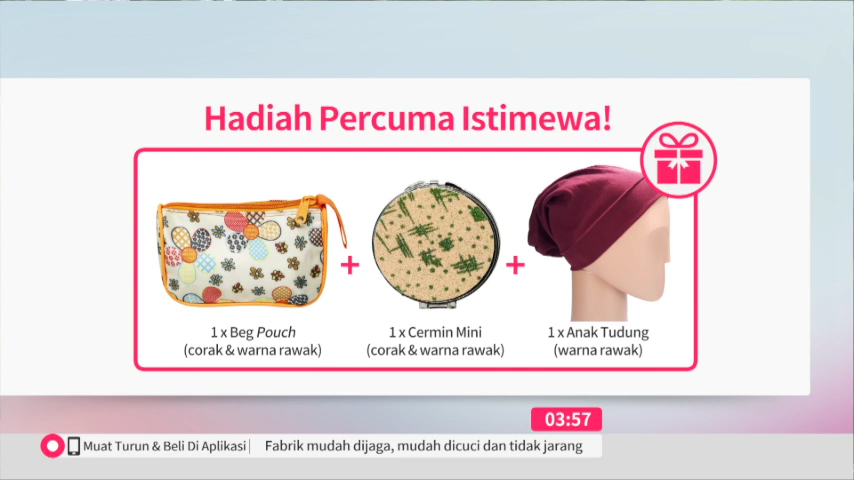 Hadiah Percuma Istimewa!
1 x Beg Pouch
(corak & warna rawak)
+
1 x Cermin Mini
(corak & warna rawak)
+
1 x Anak Tudung
(warna rawak)
03:57
Muat Turun & Beli Di Aplikasi | Fabrik mudah dijaga, mudah dicuci dan tidak jarang